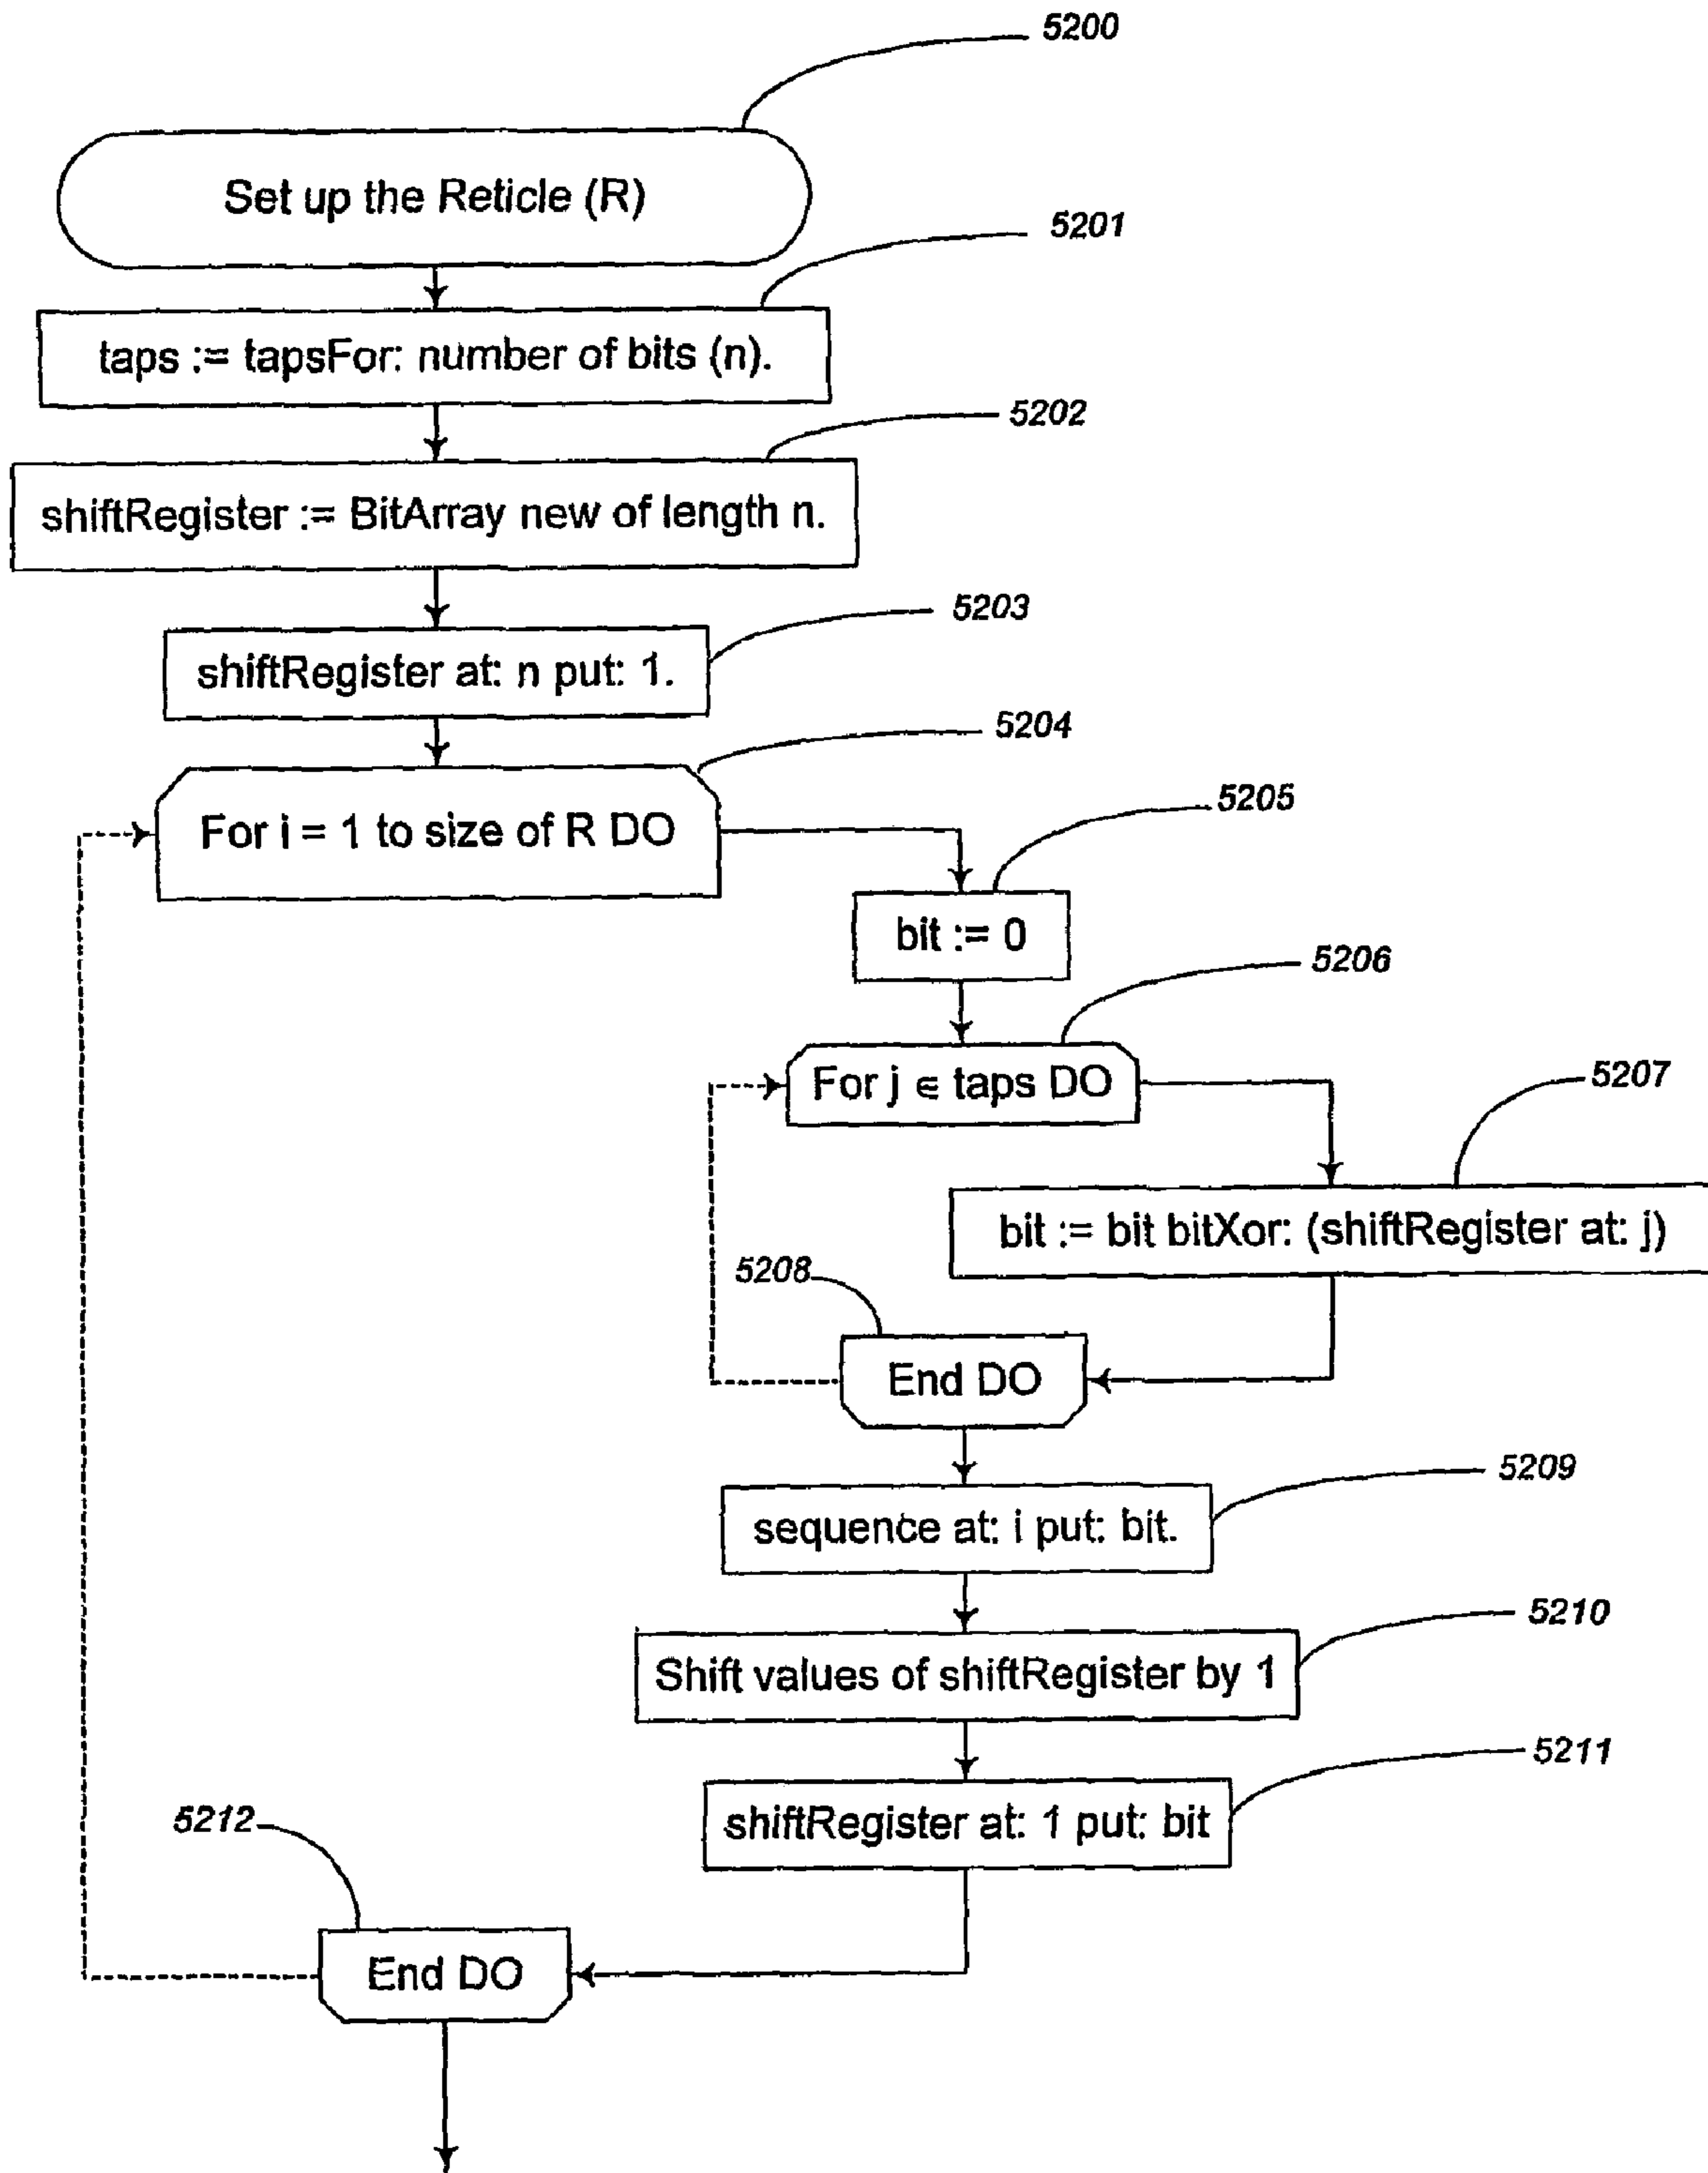 5200
Set up the Reticle (R)
5201
taps := tapsFor: number of bits (n).
5202
shiftRegister := BitArray new of length n.
5203
shiftRegister at: n put: 1.
5204
For i = 1 to size of R DO
5205
bit := 0
5206
For j ∈ taps DO
5207
bit := bit bitXor: (shiftRegister at: j)
5208
End DO
5209
sequence at: i put: bit.
5210
Shift values of shiftRegister by 1
5211
shiftRegister at: 1 put: bit
5212
End DO